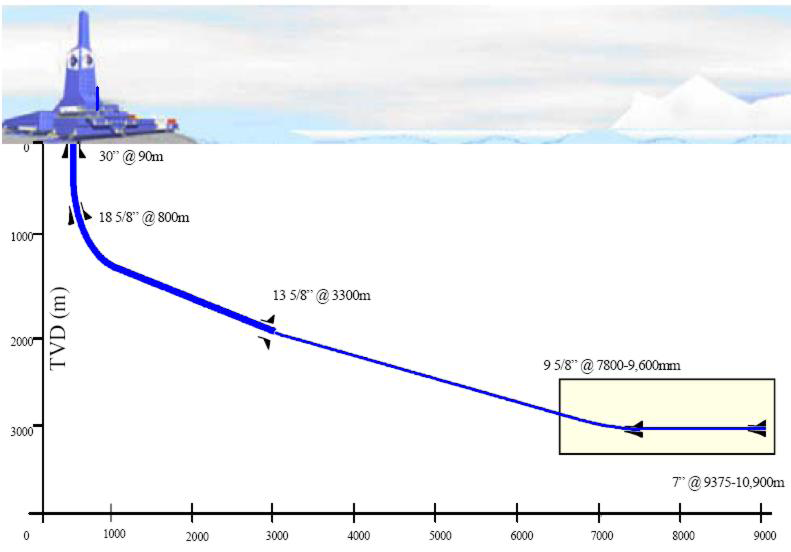 0
30” @ 90m
18 5/8” @ 800m
1000
TVD (m)
13 5/8” @ 3300m
2000
9 5/8” @ 7800-9,600mm
3000
7” @ 9375-10,900m
0 1000 2000 3000 4000 5000 6000 7000 8000 9000